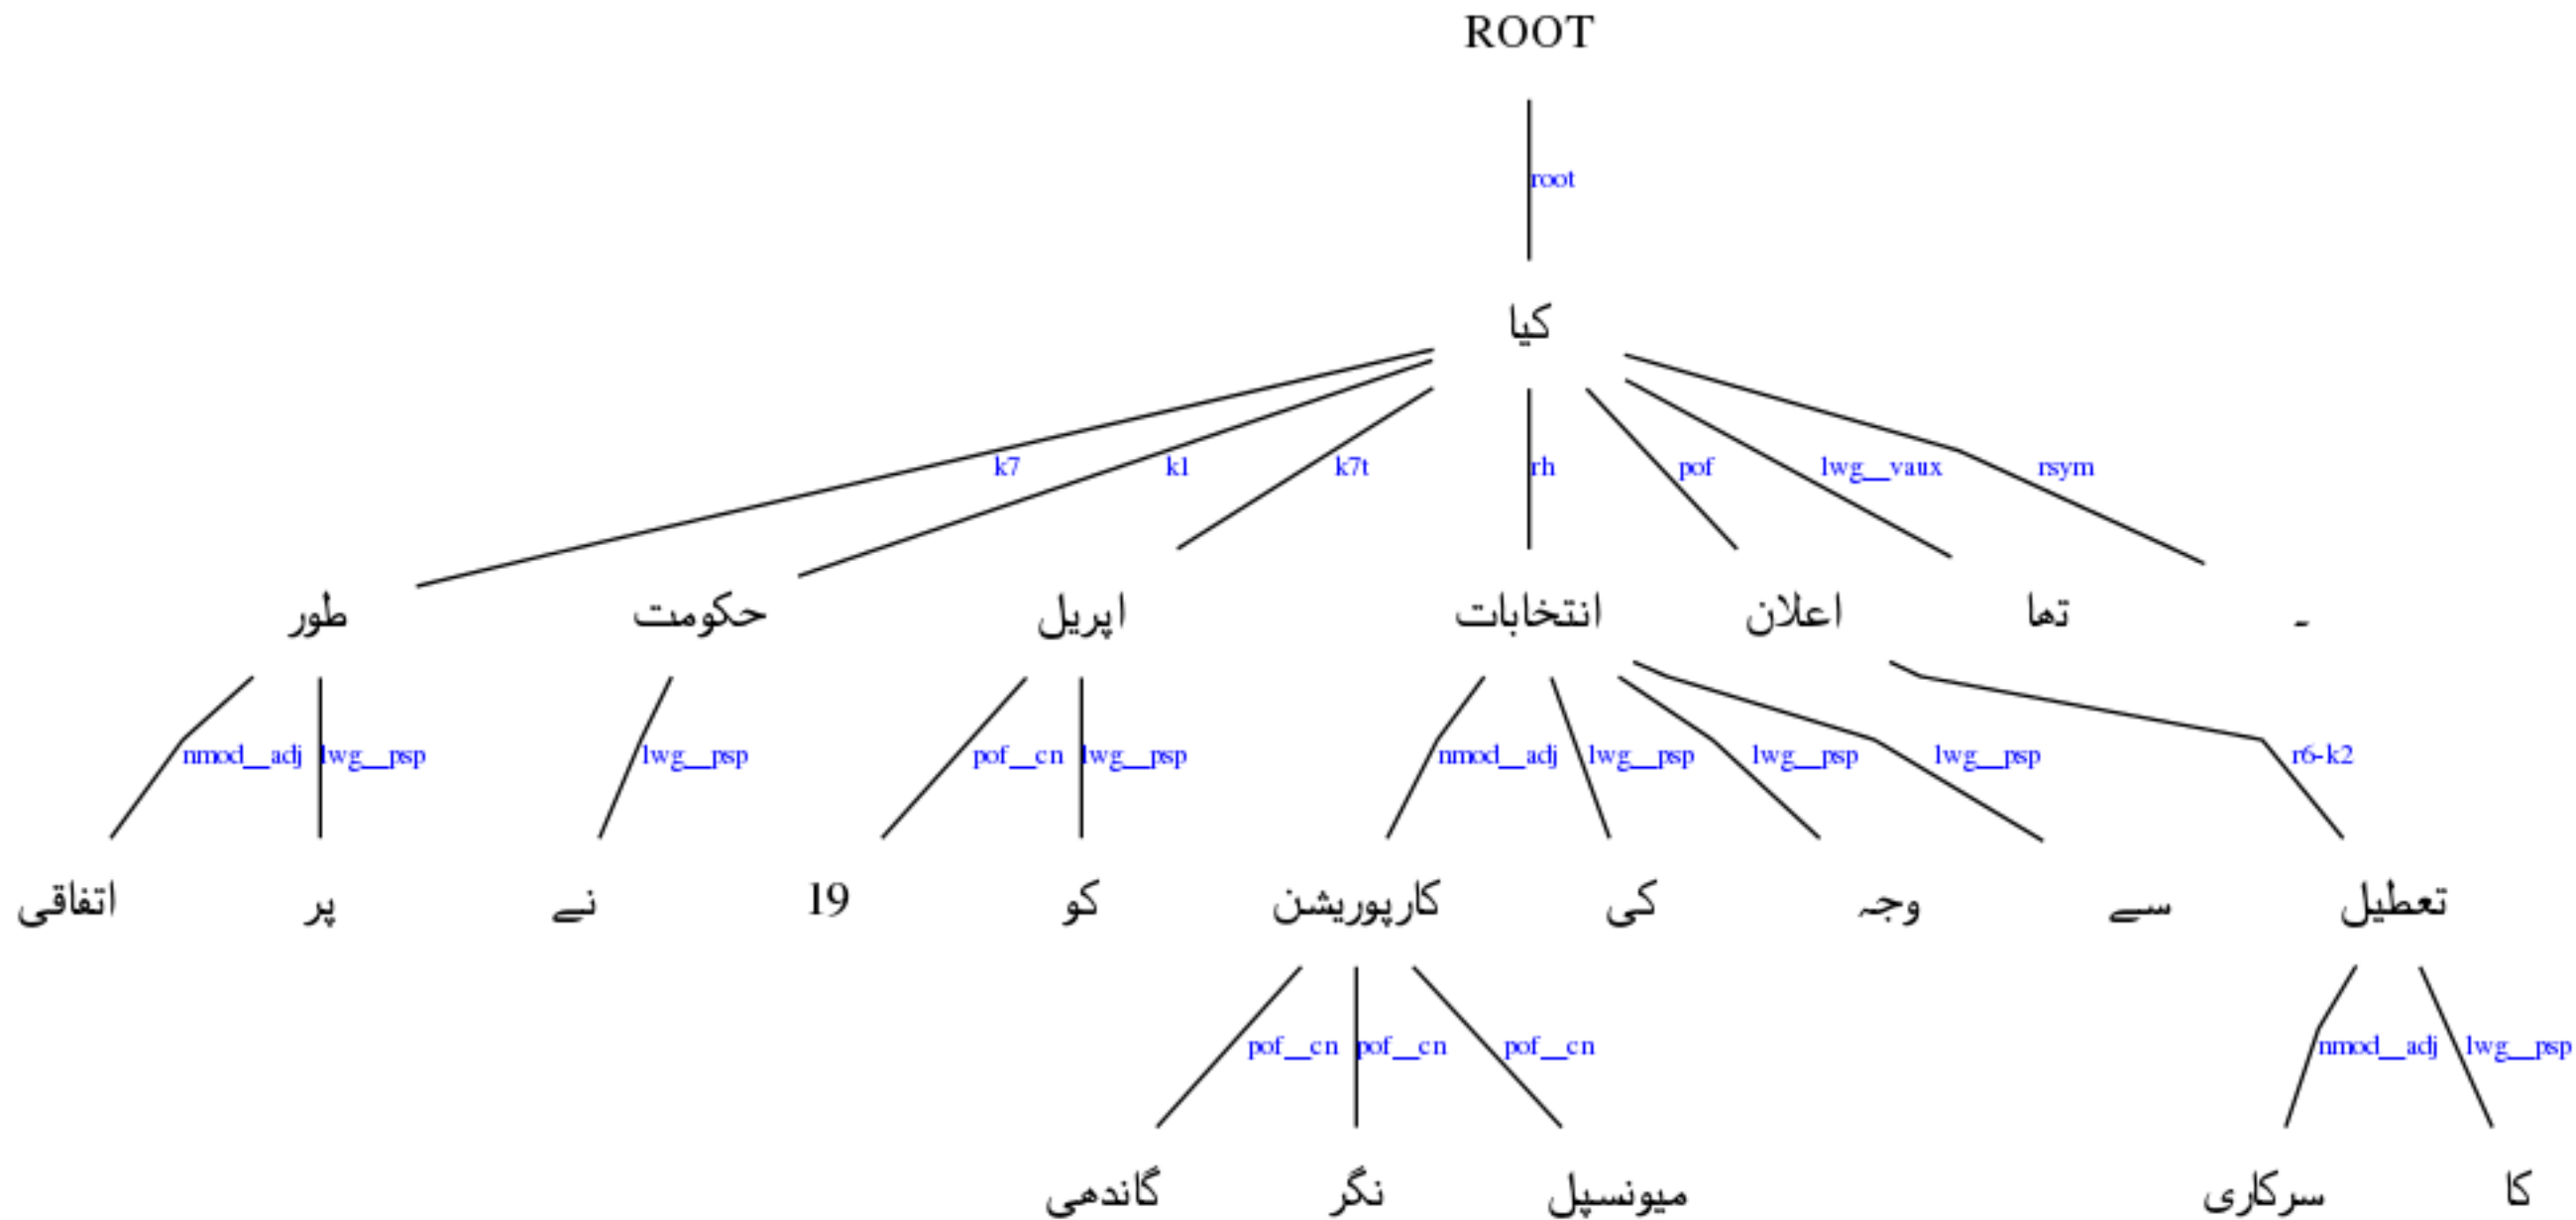 ROOT
root
کیا
k7 k1 k7t rh pof lwg__vaux rsym
طور حکومت اپریل انتخابات اعلان تھا ۔
nmod__adj lwg__psp lwg__psp pof__cn lwg__psp nmod__adj lwg__psp lwg__psp lwg__psp r6-k2
اتفاقی پر نے 19 کو کارپوریشن کی وجہ سے تعطیل
pof__cn pof__cn pof__cn nmod__adj lwg__psp
گاندھی نگر میونسپل سرکاری کا